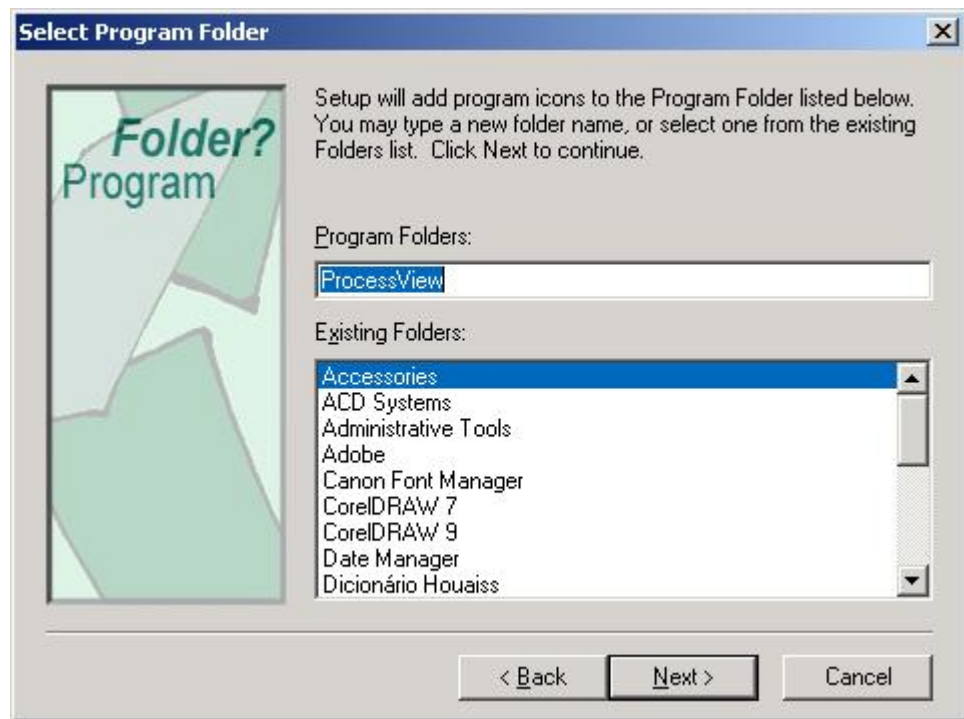 Select Program Folder
Folder?
Program
Setup will add program icons to the Program Folder listed below.
You may type a new folder name, or select one from the existing
Folders list. Click Next to continue.
Program Folders:
ProcessView
Existing Folders:
Accessories
ACD Systems
Administrative Tools
Adobe
Canon Font Manager
CorelDRAW 7
CorelDRAW 9
Date Manager
Dicionário Houaiss
< Back Next > Cancel